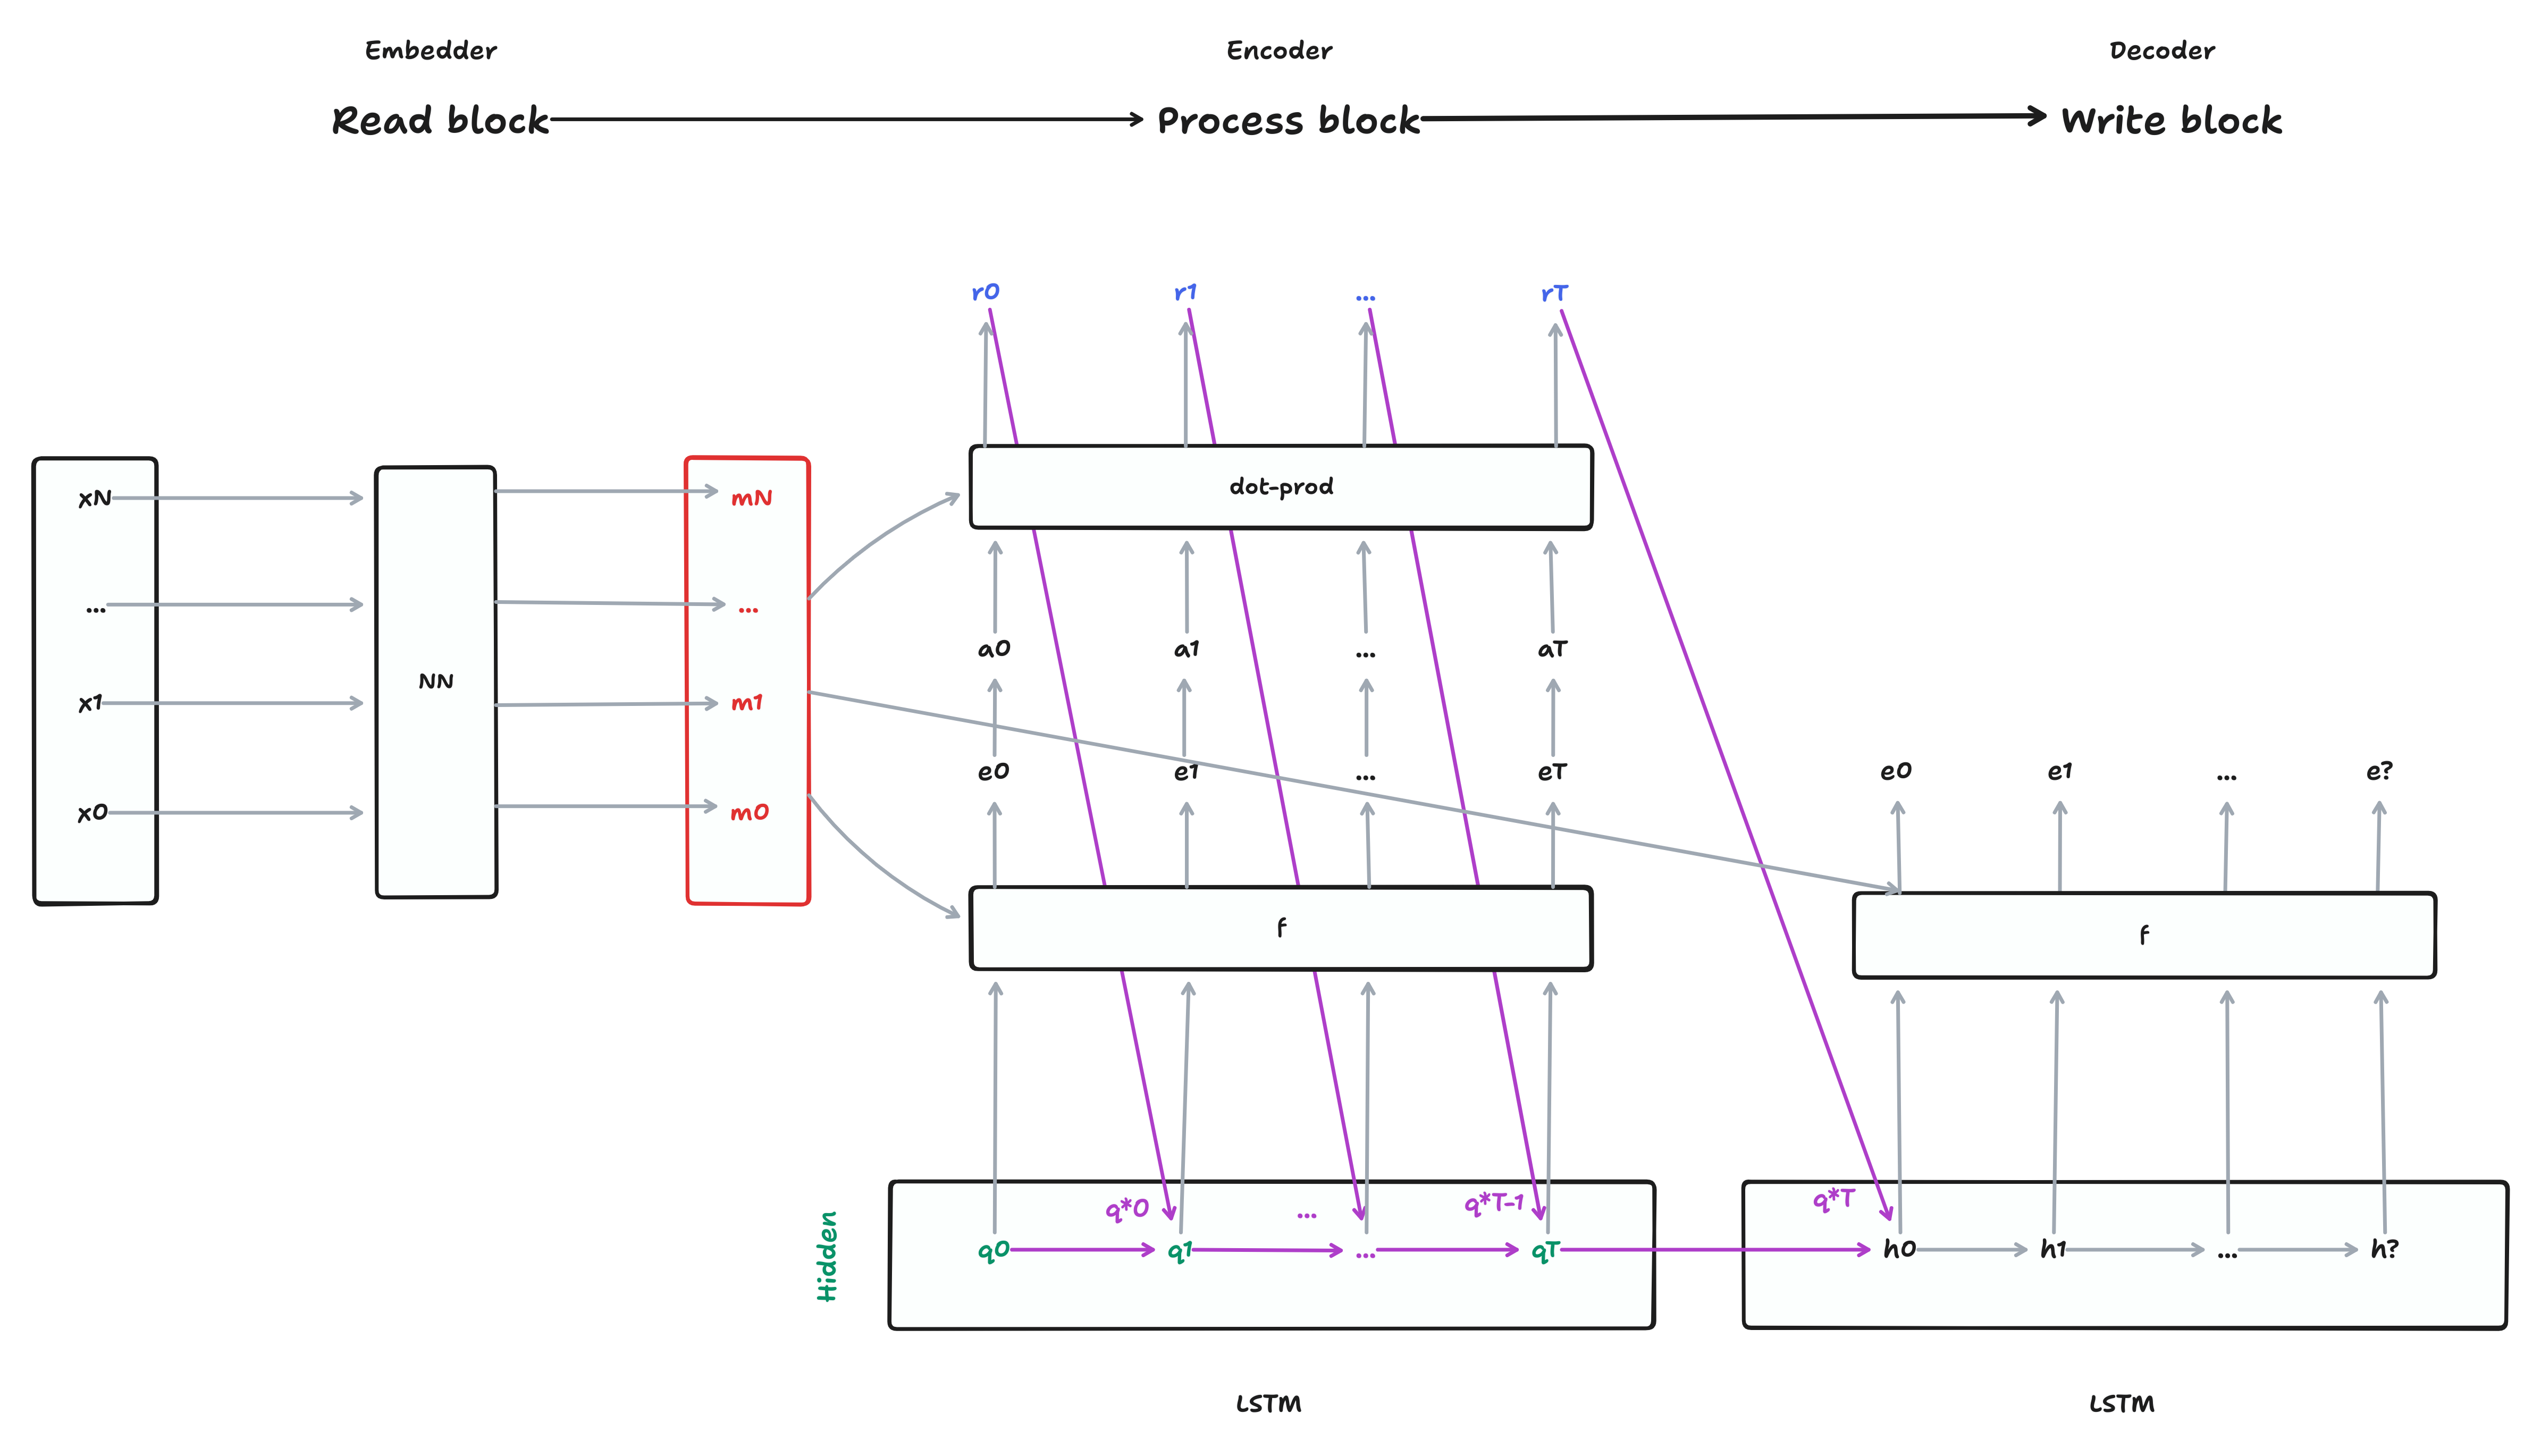 Embedder
Encoder
Decoder
Read block
Process block
Write block
r0
r1
...
rT
xN
mN
dot-prod
...
...
a0
a1
...
aT
NN
x1
m1
e0
e1
...
eT
e0
e1
...
e?
x0
m0
f
f
Hidden
q*0
...
q*T-1
q*T
q0
q1
...
qT
h0
h1
...
h?
LSTM
LSTM